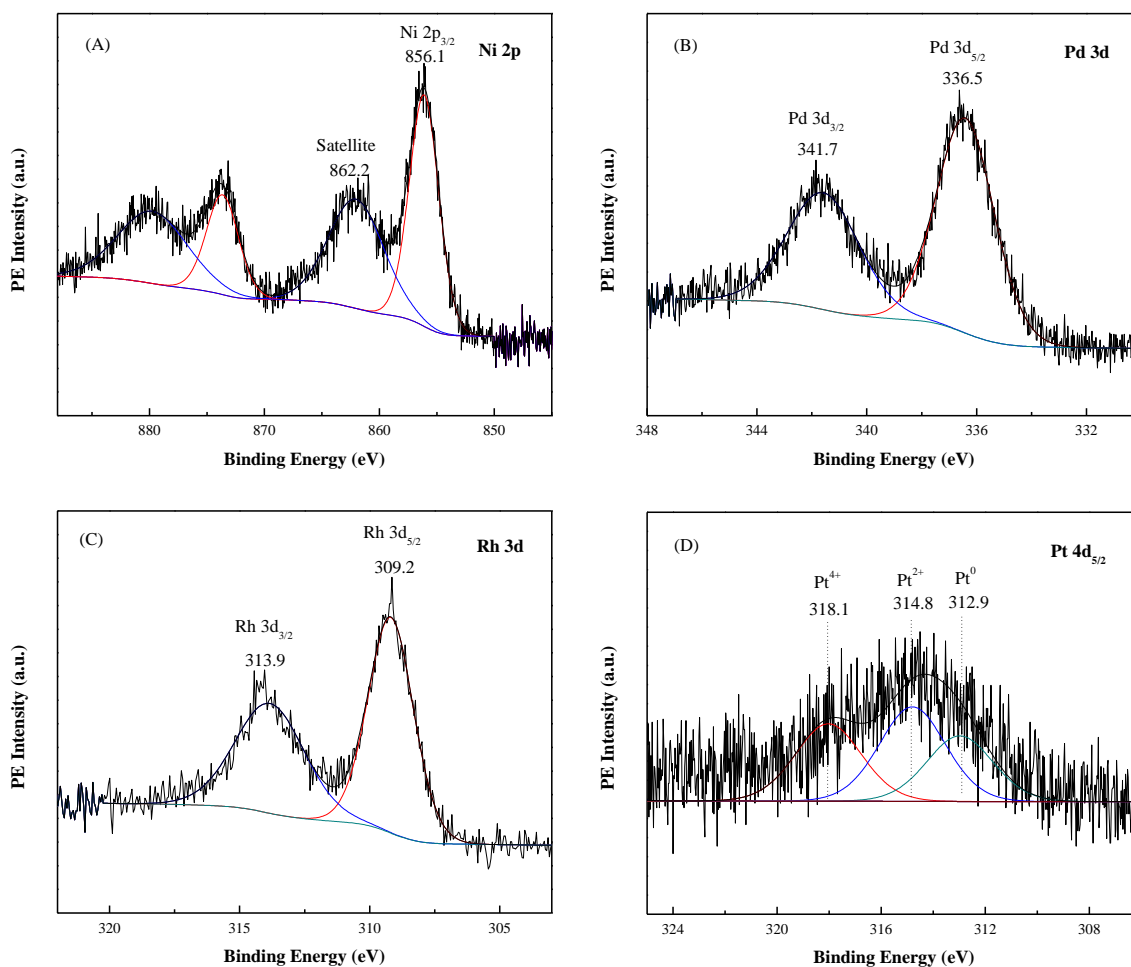 (A)
Ni 2p3/2
856.1
Ni 2p
Satellite
862.2
PE Intensity (a.u.)
880
870
860
850
Binding Energy (eV)
(B)
Pd 3d5/2
336.5
Pd 3d
Pd 3d3/2
341.7
PE Intensity (a.u.)
348
344
340
336
332
Binding Energy (eV)
(C)
Rh 3d5/2
309.2
Rh 3d
Rh 3d3/2
313.9
PE Intensity (a.u.)
320
315
310
305
Binding Energy (eV)
(D)
Pt 4d5/2
Pt4+
318.1
Pt2+
314.8
Pt0
312.9
PE Intensity (a.u.)
324
320
316
312
308
Binding Energy (eV)